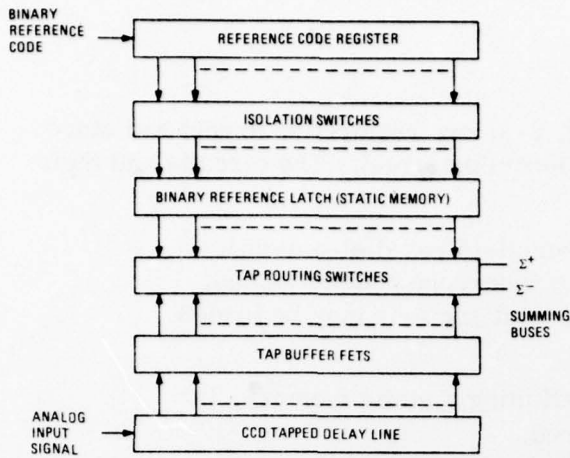 BINARY
REFERENCE
CODE
REFERENCE CODE REGISTER
ISOLATION SWITCHES
BINARY REFERENCE LATCH (STATIC MEMORY)
TAP ROUTING SWITCHES
Σ+
Σ−
SUMMING
BUSES
TAP BUFFER FETS
ANALOG
INPUT
SIGNAL
CCD TAPPED DELAY LINE